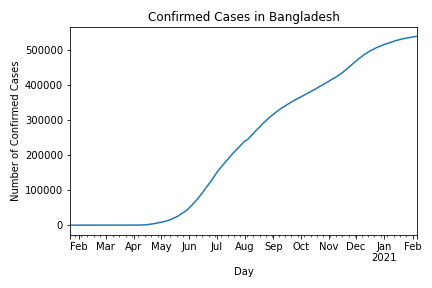 Confirmed Cases in Bangladesh
Number of Confirmed Cases
500000
400000
300000
200000
100000
0
Feb Mar Apr May Jun Jul Aug Sep Oct Nov Dec Jan Feb
2021
Day